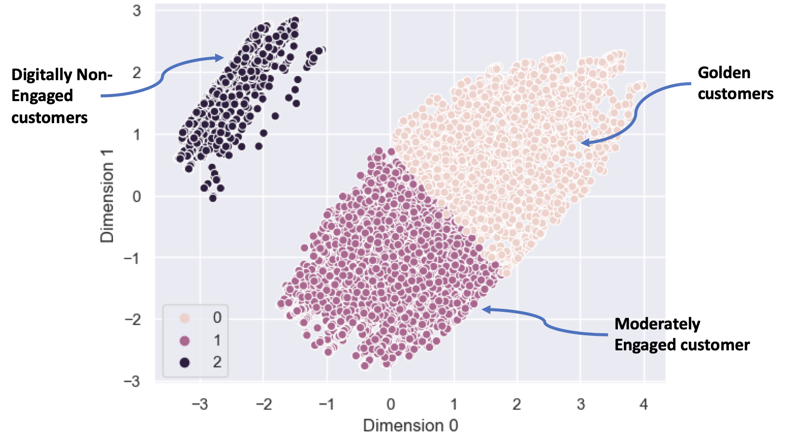 Digitally Non-
Engaged
customers
Golden
customers
Moderately
Engaged customer
Dimension 1
3
2
1
0
−1
−2
−3
0
1
2
−3
−2
−1
0
1
2
3
4
Dimension 0